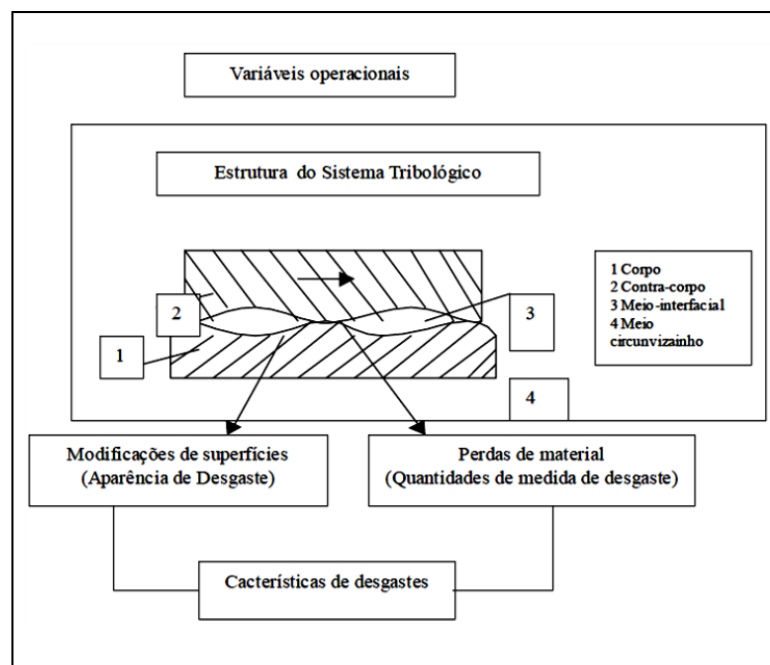 Variáveis operacionais
Estrutura do Sistema Tribológico
1 Corpo
2 Contra-corpo
3 Meio-interfacial
4 Meio
circunvizainho
2
3
1
4
Modificações de superfícies
(Aparência de Desgaste)
Perdas de material
(Quantidades de medida de desgaste)
Cacterísticas de desgastes